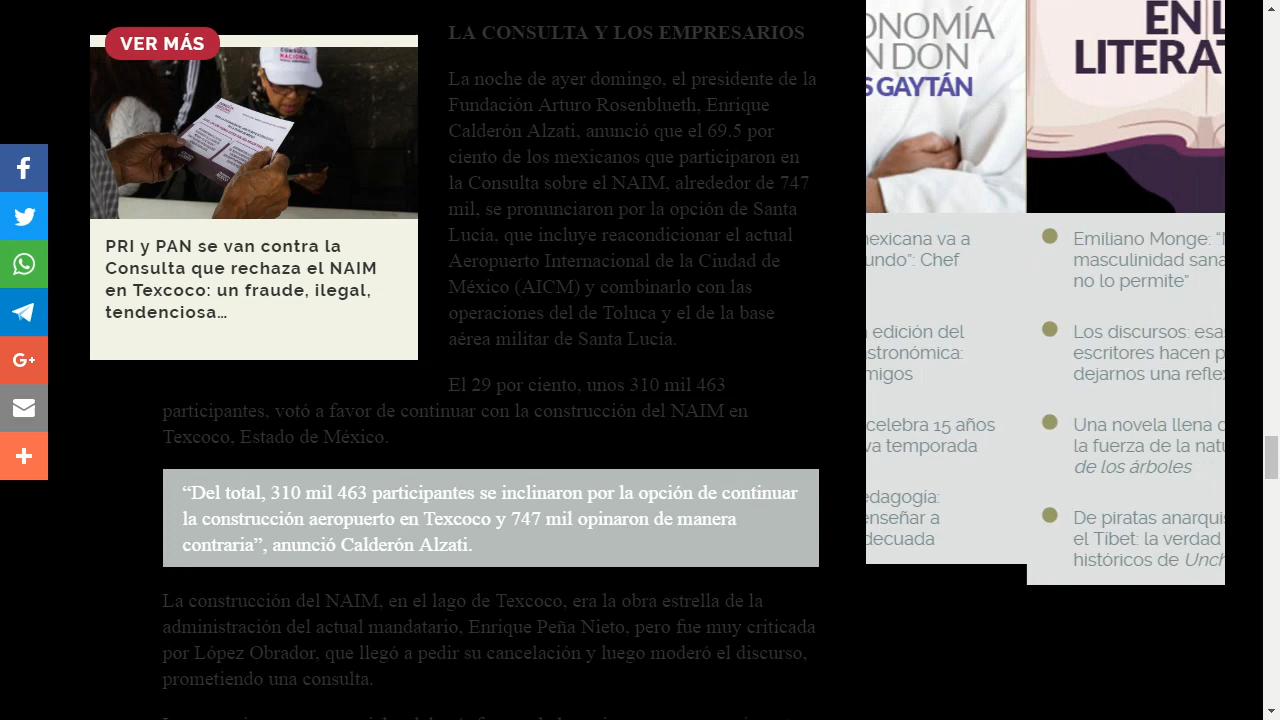 VER MÁS
PRI y PAN se van contra la
Consulta que rechaza el NAIM
en Texcoco: un fraude, ilegal,
tendenciosa…
LA CONSULTA Y LOS EMPRESARIOS
La noche de ayer domingo, el presidente de la
Fundación Arturo Rosenblueth, Enrique
Calderón Alzati, anunció que el 69.5 por
ciento de los mexicanos que participaron en
la Consulta sobre el NAIM, alrededor de 747
mil, se pronunciaron por la opción de Santa
Lucía, que incluye reacondicionar el actual
Aeropuerto Internacional de la Ciudad de
México (AICM) y combinarlo con las
operaciones del de Toluca y el de la base
aérea militar de Santa Lucía.
El 29 por ciento, unos 310 mil 463
participantes, votó a favor de continuar con la construcción del NAIM en
Texcoco, Estado de México.
“Del total, 310 mil 463 participantes se inclinaron por la opción de continuar
la construcción aeropuerto en Texcoco y 747 mil opinaron de manera
contraria”, anunció Calderón Alzati.
La construcción del NAIM, en el lago de Texcoco, era la obra estrella de la
administración del actual mandatario, Enrique Peña Nieto, pero fue muy criticada
por López Obrador, que llegó a pedir su cancelación y luego moderó el discurso,
prometiendo una consulta.
ONOMÍA
N DON
S GAYTÁN
exicana va a
undo”: Chef
edición del
stronómica:
migos
celebra 15 años
va temporada
edagogía:
enseñar a
decuada
EN L
LITERAT
Emiliano Monge:
masculinidad sana
no lo permite”
Los discursos: esa
escritores hacen p
dejarnos una refle
Una novela llena
la fuerza de la nat
de los árboles
De piratas anarqui
el Tibet: la verdad
históricos de Unch